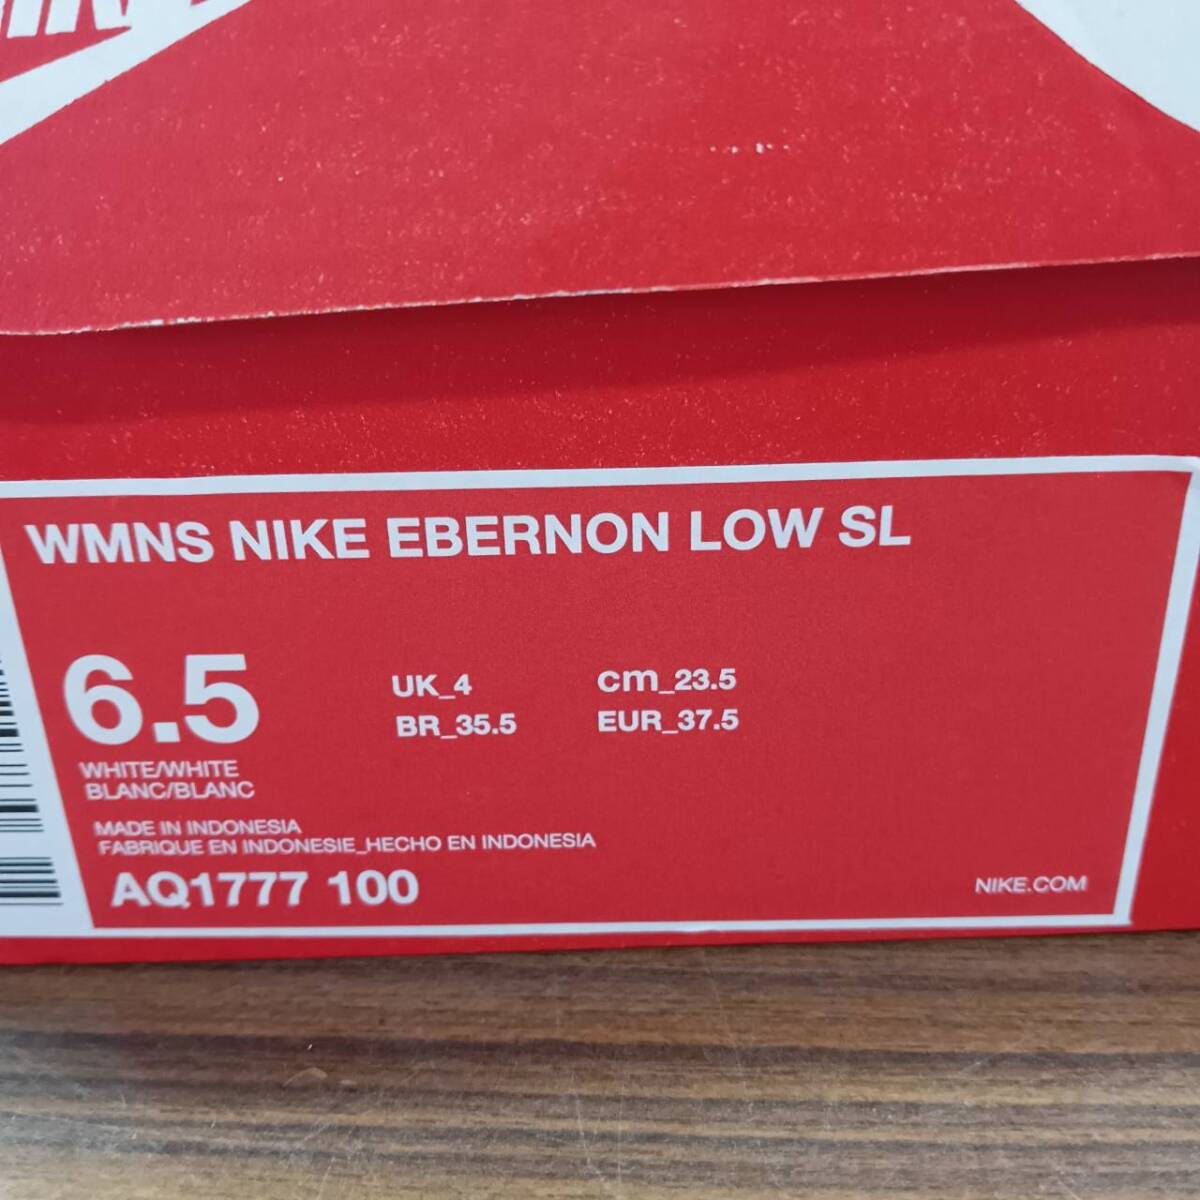 WMNS NIKE EBERNON LOW SL
6.5
UK_4 cm_23.5
BR_35.5 EUR_37.5
WHITE/WHITE
BLANC/BLANC
MADE IN INDONESIA
FABRIQUE EN INDONESIE_HECHO EN INDONESIA
AQ1777 100
NIKE.COM